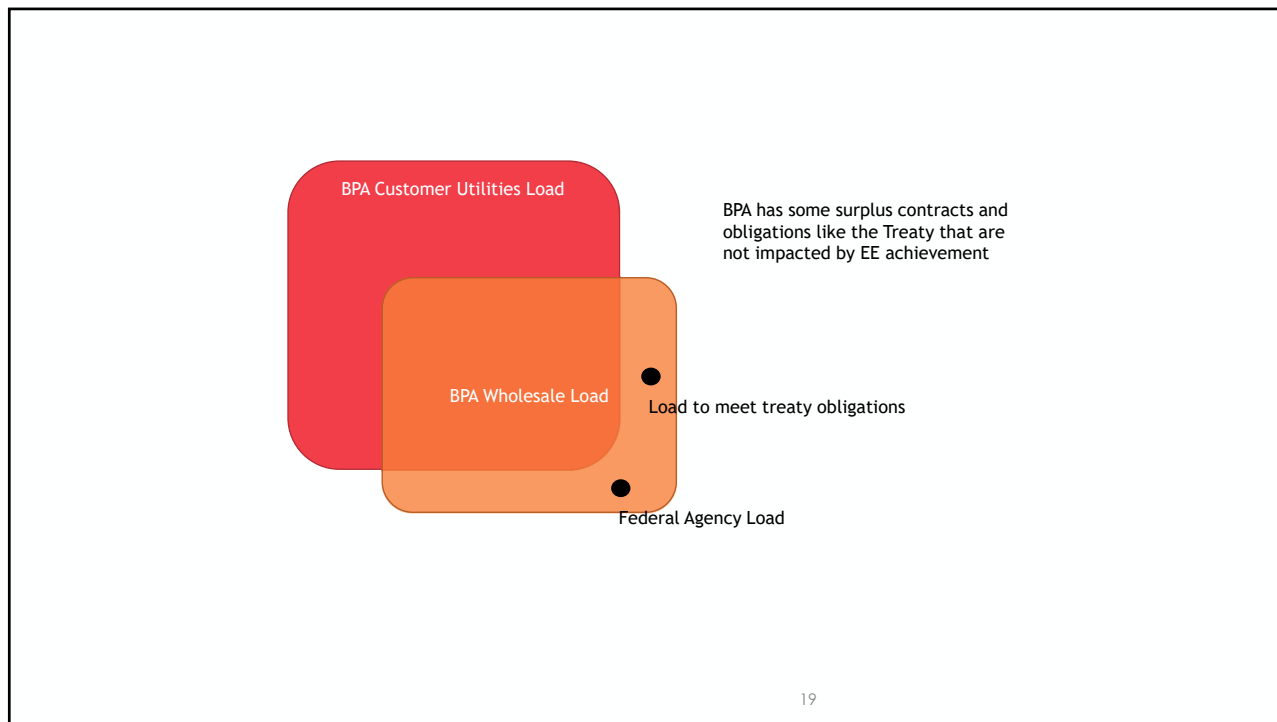 BPA Customer Utilities Load
BPA has some surplus contracts and
obligations like the Treaty that are
not impacted by EE achievement
BPA Wholesale Load
Load to meet treaty obligations
Federal Agency Load
19